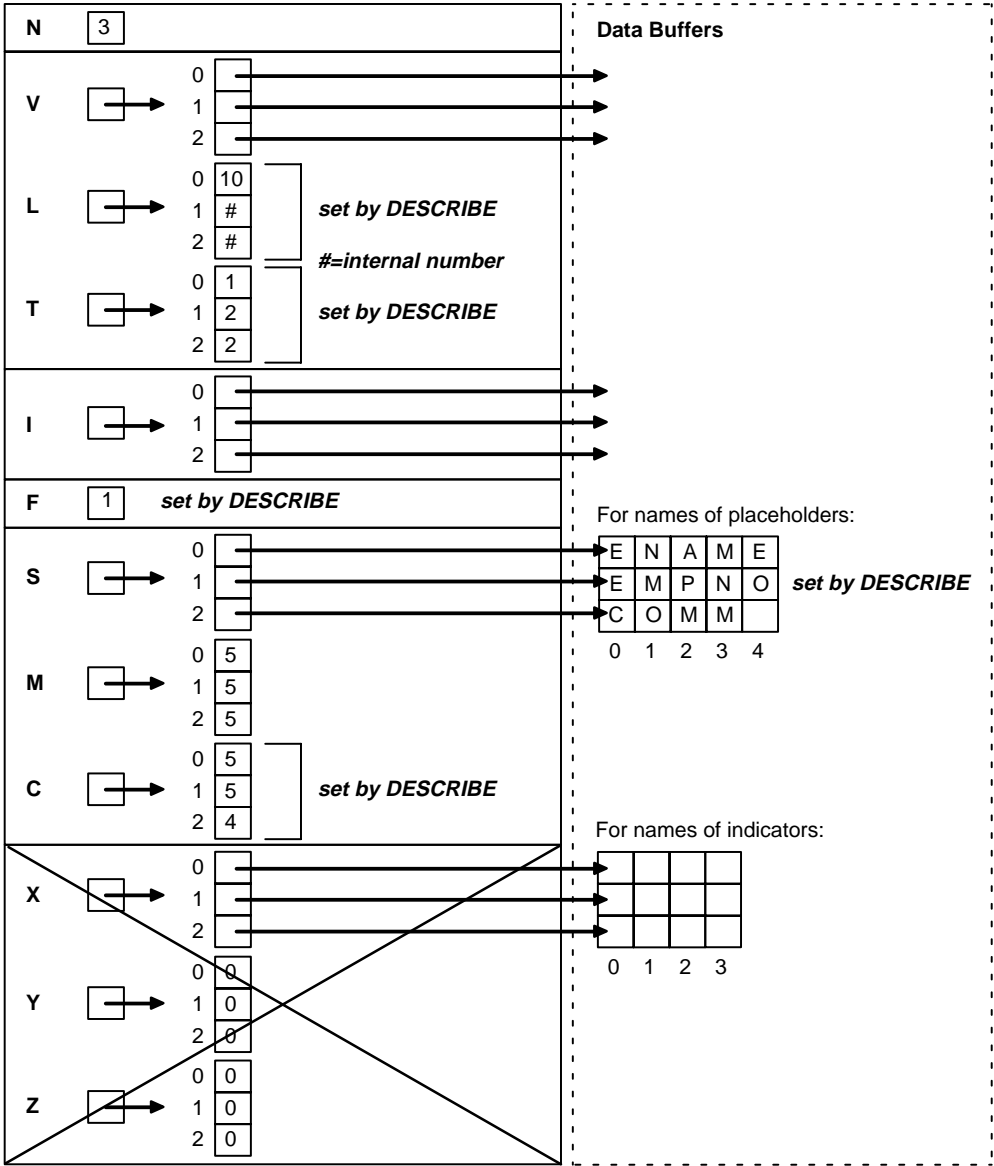 N 3
Data Buffers
V
0
1
2
L
0 10
1 #
2 #
set by DESCRIBE
#=internal number
T
0 1
1 2
2 2
set by DESCRIBE
I
0
1
2
F 1 set by DESCRIBE
For names of placeholders:
S
0
1
2
E N A M E
E M P N O
C O M M
set by DESCRIBE
0 1 2 3 4
M
0 5
1 5
2 5
C
0 5
1 5
2 4
set by DESCRIBE
For names of indicators:
X
0
1
2
0 1 2 3
Y
0 0
1 0
2 0
Z
0 0
1 0
2 0